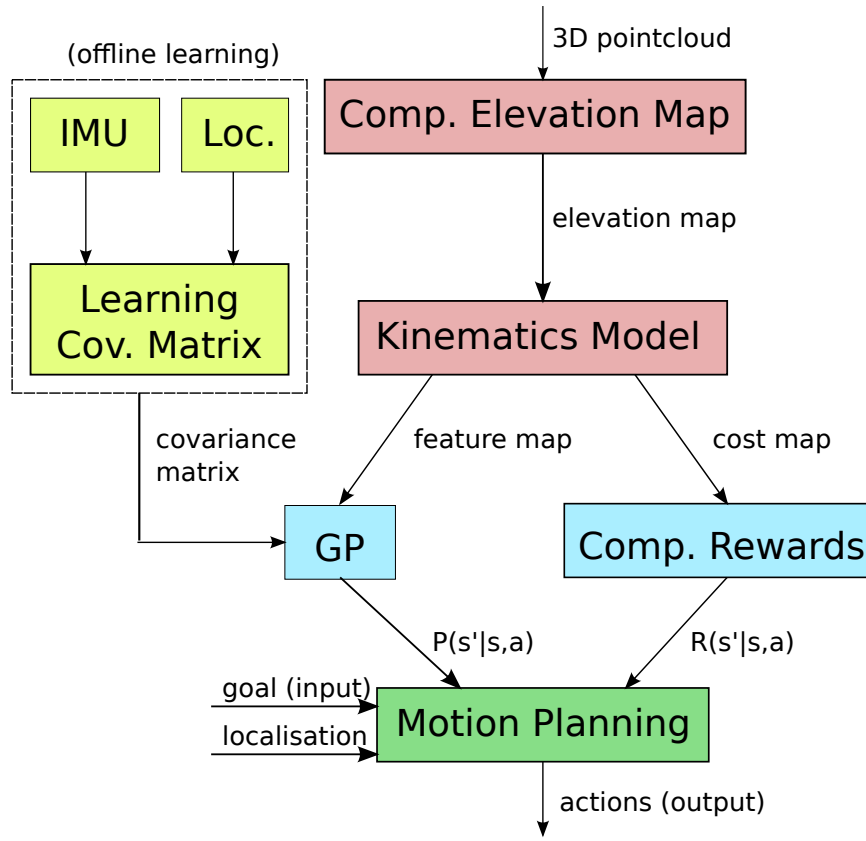 3D pointcloud
(offline learning)
IMU
Loc.
Comp. Elevation Map
elevation map
Learning
Cov. Matrix
Kinematics Model
covariance
matrix
feature map
cost map
GP
Comp. Rewards
P(s'|s,a)
R(s'|s,a)
goal (input)
localisation
Motion Planning
actions (output)